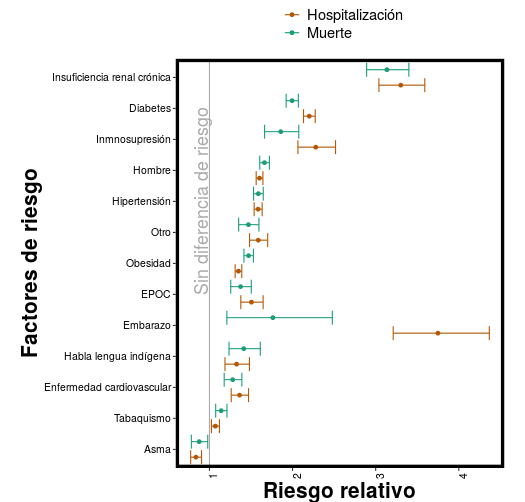 Hospitalización
Muerte
Insuficiencia renal crónica
Diabetes
Inmnosupresión
Hombre
Hipertensión
Otro
Obesidad
EPOC
Embarazo
Habla lengua indígena
Enfermedad cardiovascular
Tabaquismo
Asma
Factores de riesgo
Sin diferencia de riesgo
1
2
3
4
Riesgo relativo